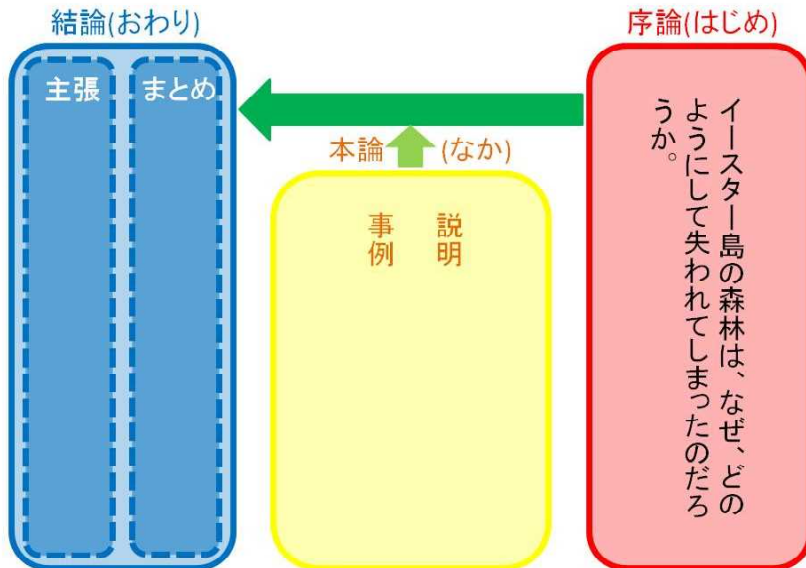 序論(はじめ)
イースター島の森林は、なぜ、どの
ようにして失われてしまったのだろ
うか。
本論 (なか)
説明
事例
結論(おわり)
まとめ
主張